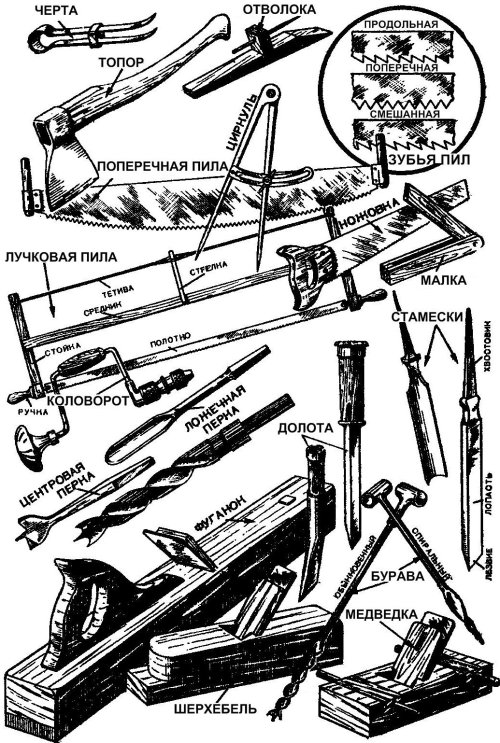 ЧЕРТА
ОТВОЛОКА
ТОПОР
ПРОДОЛЬНАЯ
ПОПЕРЕЧНАЯ
СМЕШАННАЯ
ЗУБЬЯ ПИЛ
ЦИРКУЛЬ
ПОПЕРЕЧНАЯ ПИЛА
НОЖОВКА
МАЛКА
ЛУЧКОВАЯ ПИЛА
ТЕТИВА
СТРЕЛКА
СРЕДНИК
СТОЙКА
ПОЛОТНО
РУЧКА
КОЛОВОРОТ
СТАМЕСКИ
ХВОСТОВИК
ЛОПАСТЬ
ЛЕЗВИЕ
ЛОЖЕЧНАЯ
ПЕРКА
ЦЕНТРОВАЯ
ПЕРКА
ДОЛОТА
ФУГАНОК
ОБЫКНОВЕННЫЙ
СПИРАЛЬНЫЙ
БУРАВА
МЕДВЕДКА
ШЕРХЕБЕЛЬ